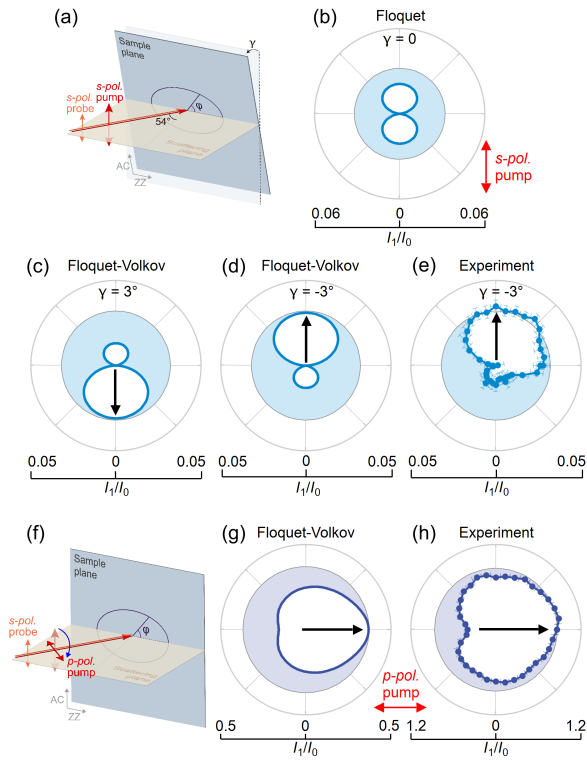 (a)
Sample
plane
γ
s-pol.
pump
s-pol.
probe
φ
54°
Scattering
plane
AC
ZZ
(b)
Floquet
γ = 0
s-pol.
pump
0.06
0
0.06
I₁/I₀
(c)
Floquet-Volkov
γ = 3°
0.05
0
0.05
I₁/I₀
(d)
Floquet-Volkov
γ = -3°
0.05
0
0.05
I₁/I₀
(e)
Experiment
γ = -3°
0.05
0
0.05
I₁/I₀
(f)
Sample
plane
s-pol.
probe
φ
p-pol.
pump
Scattering
plane
AC
ZZ
(g)
Floquet-Volkov
0.5
0
0.5
I₁/I₀
p-pol.
pump
(h)
Experiment
1.2
0
1.2
I₁/I₀